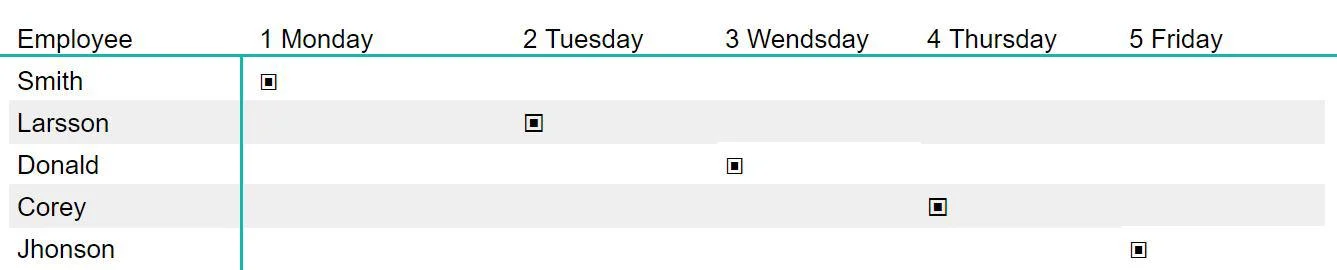 Employee 1 Monday 2 Tuesday 3 Wendsday 4 Thursday 5 Friday
Smith ▣
Larsson ▣
Donald ▣
Corey ▣
Jhonson ▣